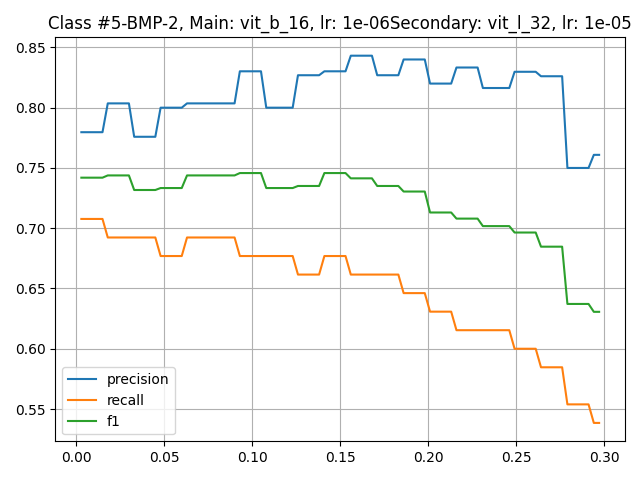 Class #5-BMP-2, Main: vit_b_16, lr: 1e-06Secondary: vit_l_32, lr: 1e-05
0.85
0.80
0.75
0.70
0.65
0.60
0.55
precision
recall
f1
0.00 0.05 0.10 0.15 0.20 0.25 0.30